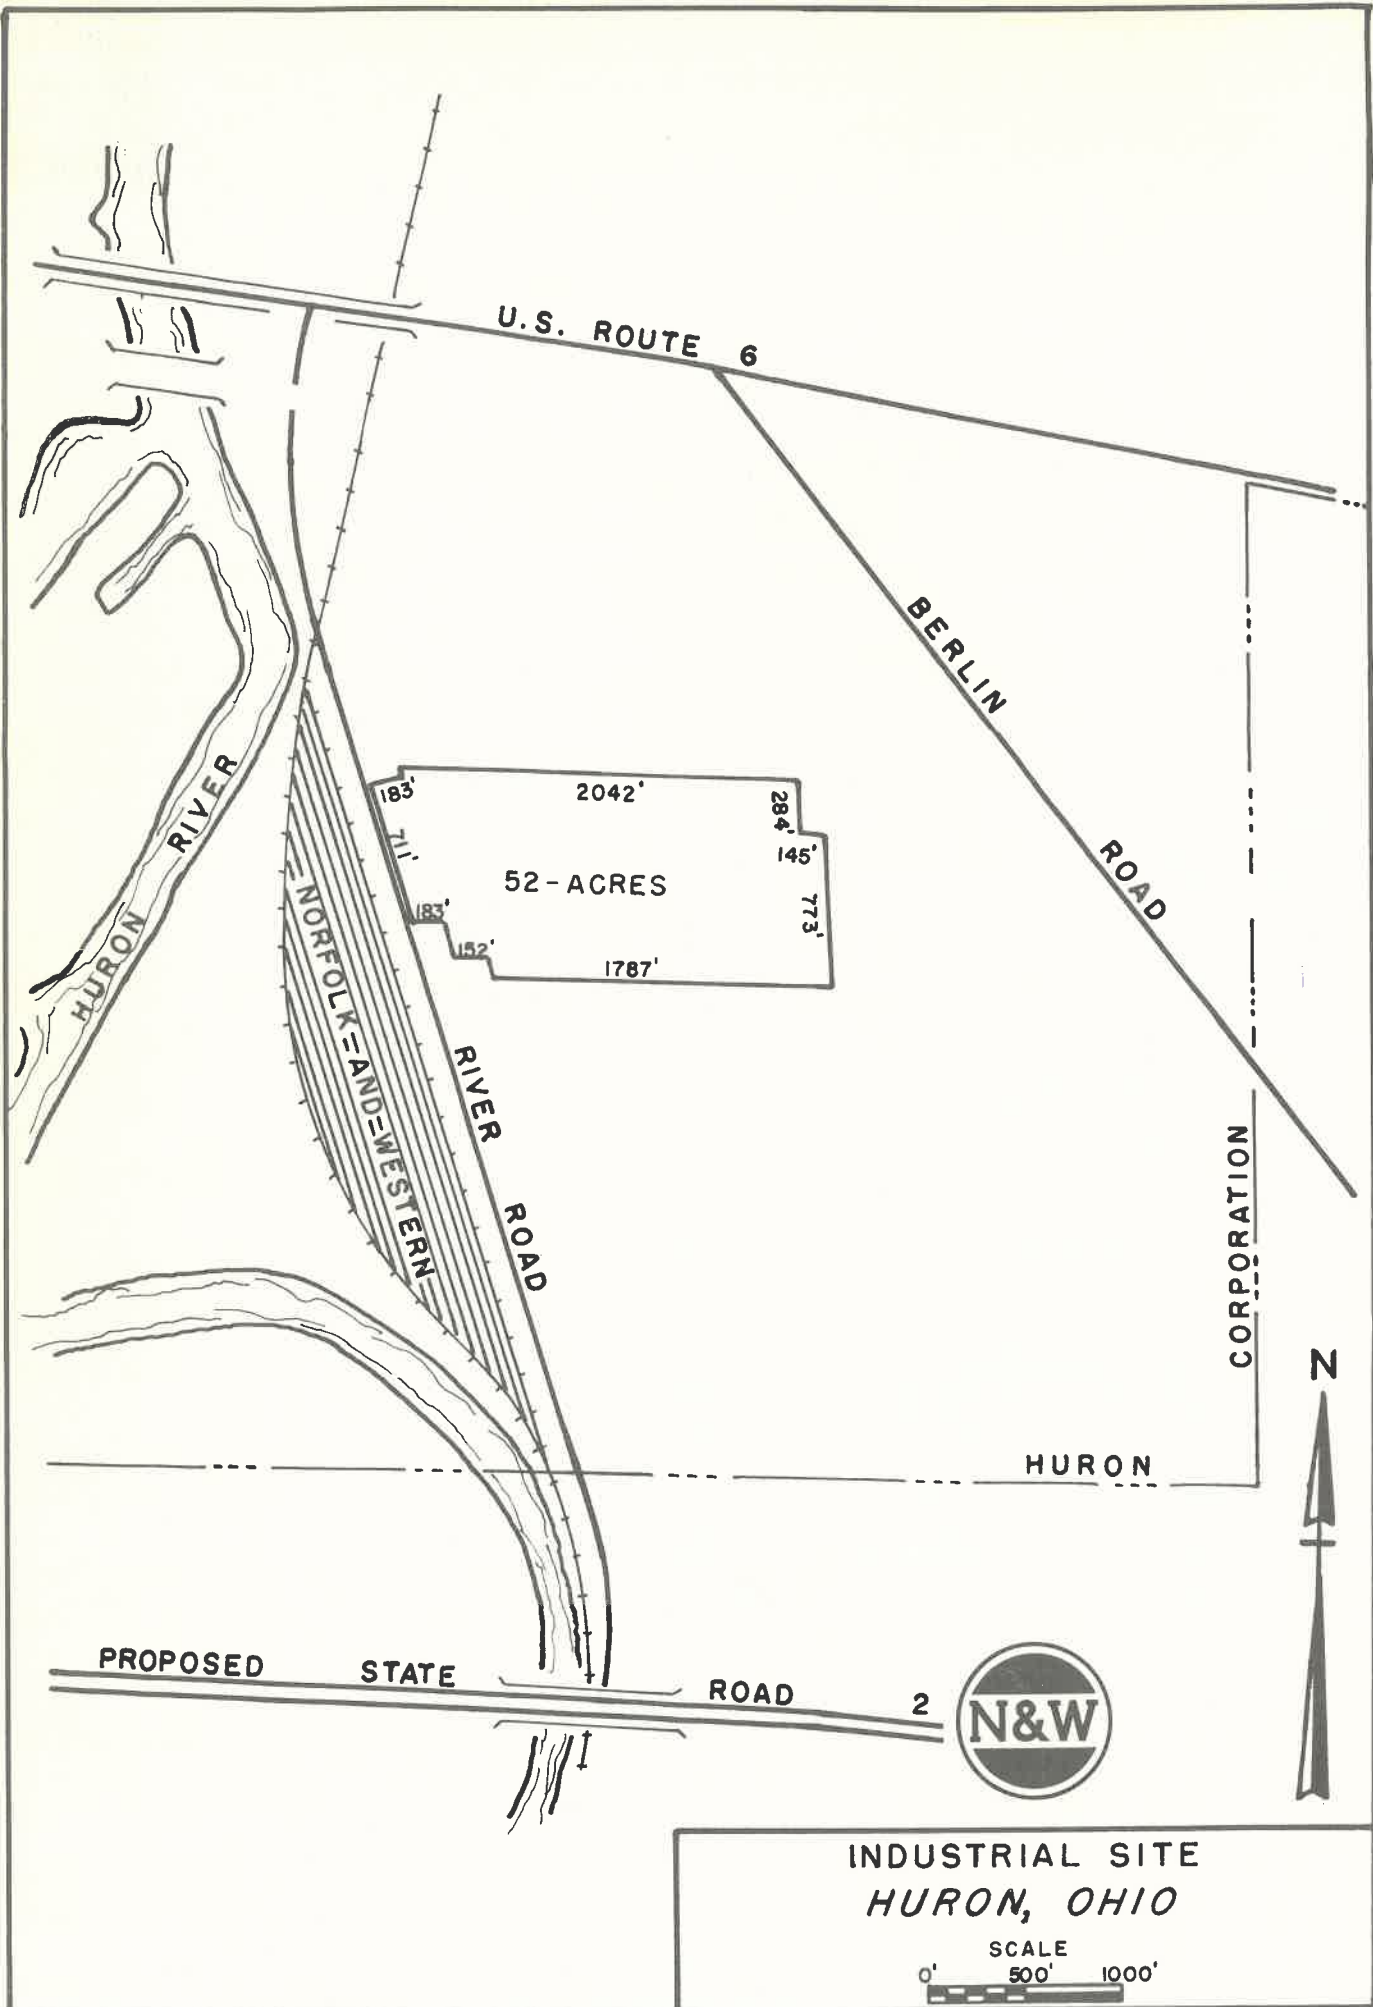 U.S. ROUTE 6
BERLIN ROAD
HURON RIVER
183'
2042'
284'
145'
773'
711'
52-ACRES
183'
152'
1787'
NORFOLK=AND=WESTERN
RIVER ROAD
CORPORATION
HURON
N
PROPOSED STATE ROAD 2
N&W
INDUSTRIAL SITE
HURON, OHIO
SCALE
0' 500' 1000'